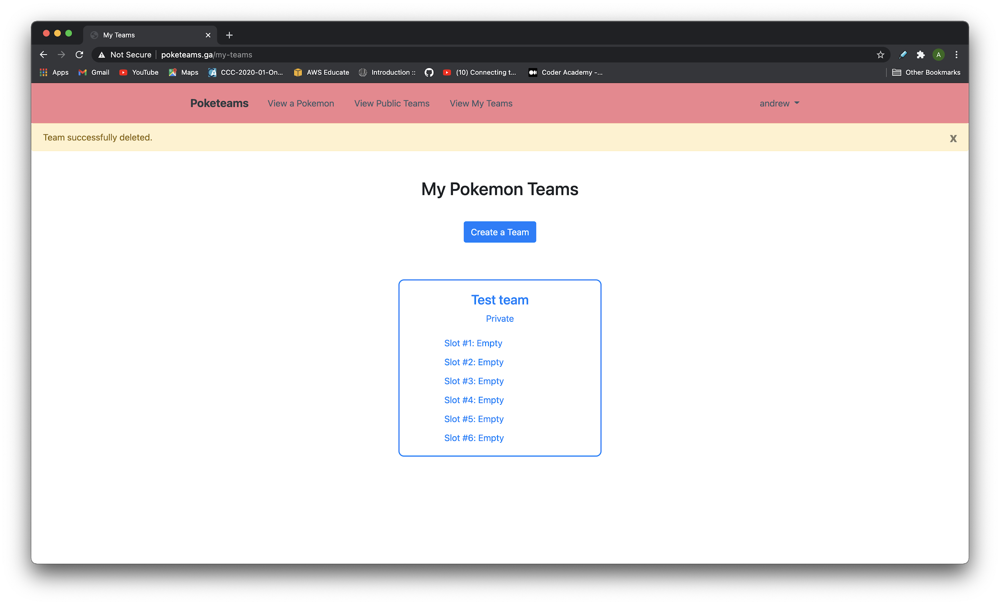 My Teams
Not Secure poketeams.ga/my-teams
Apps Gmail YouTube Maps CCC-2020-01-On... AWS Educate Introduction :: (10) Connecting t... Coder Academy -... Other Bookmarks
A
Poketeams View a Pokemon View Public Teams View My Teams andrew
Team successfully deleted. x
My Pokemon Teams
Create a Team
Test team
Private
Slot #1: Empty
Slot #2: Empty
Slot #3: Empty
Slot #4: Empty
Slot #5: Empty
Slot #6: Empty